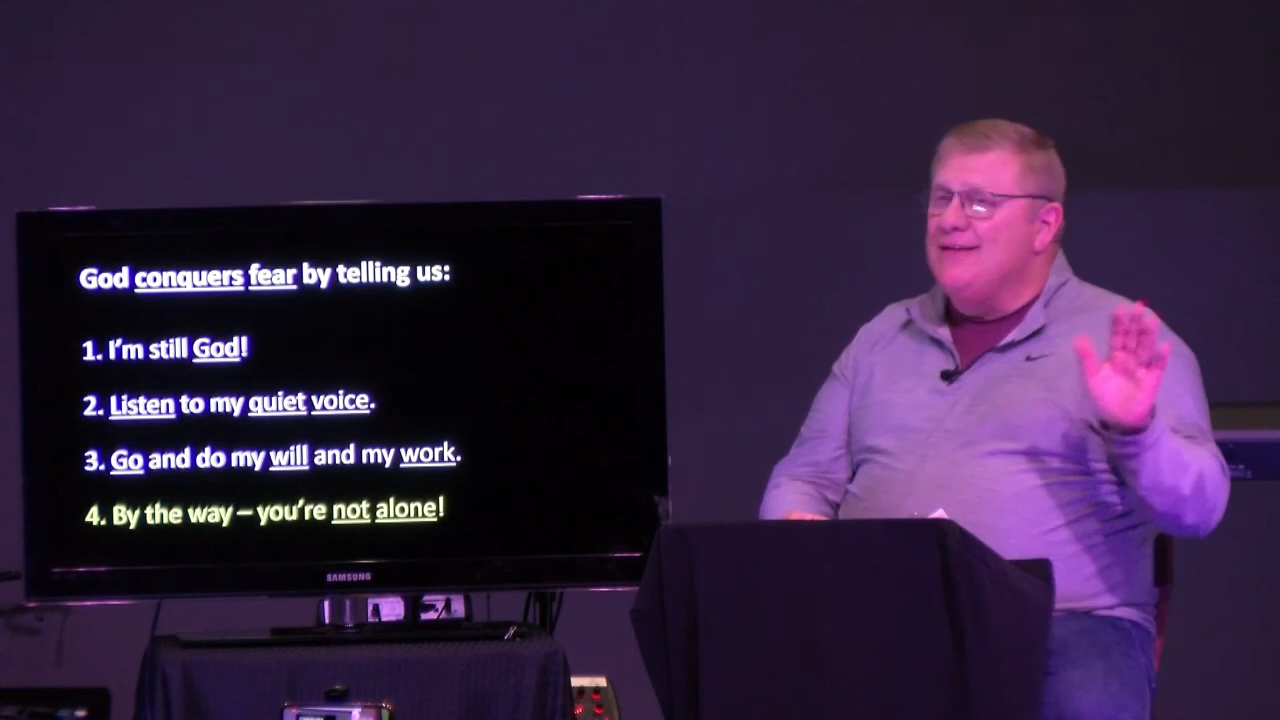 God conquers fear by telling us:
1. I'm still God!
2. Listen to my quiet voice.
3. Go and do my will and my work.
4. By the way – you're not alone!
SAMSUNG